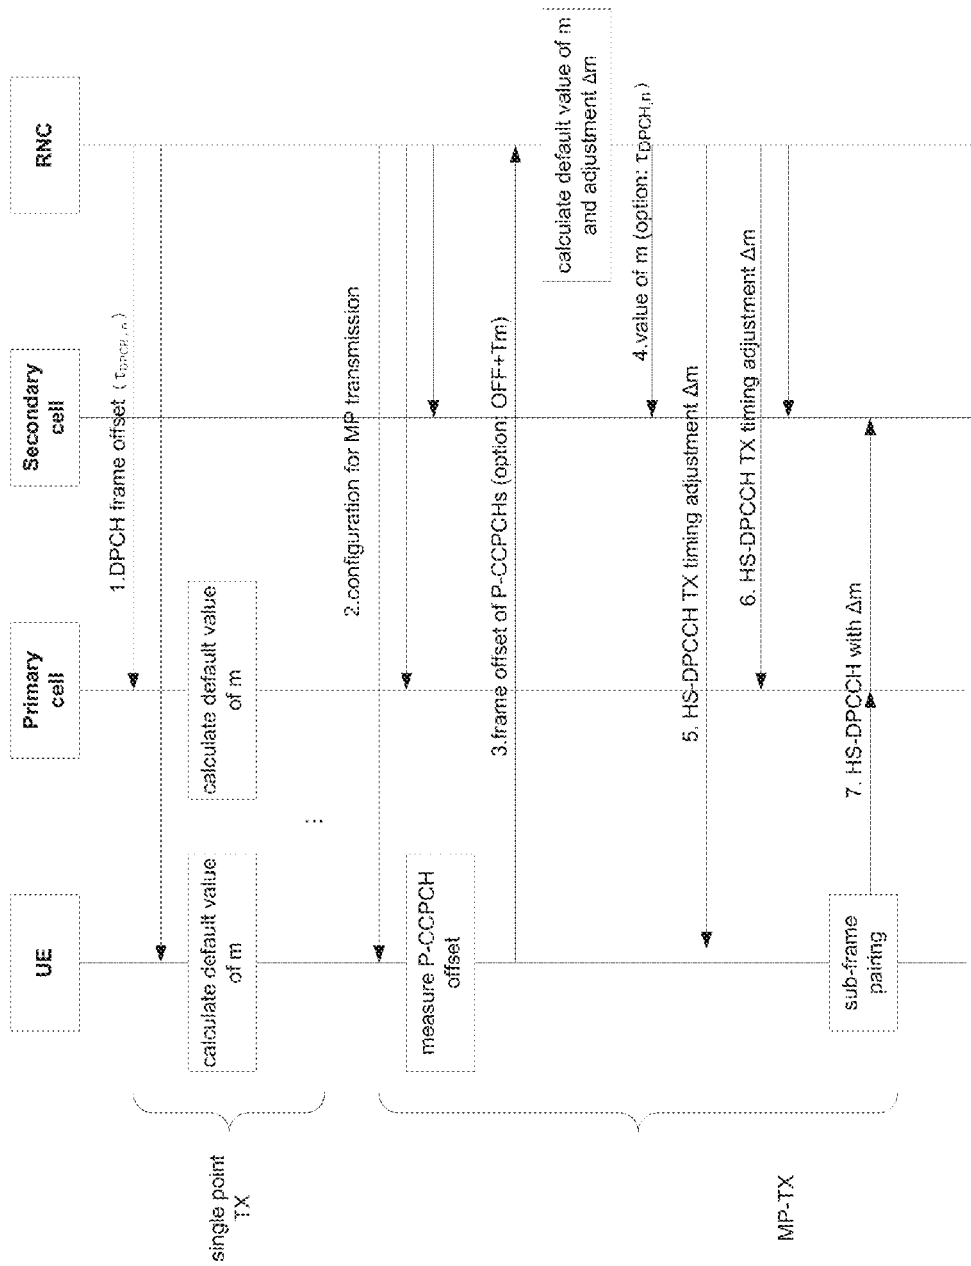 UE
Primary
cell
Secondary
cell
RNC
single point
TX
1.DPCH frame offset (τDPCH,n)
calculate default value
of m
calculate default value
of m
...
MP-TX
2.configuration for MP transmission
measure P-CCPCH
offset
3.frame offset of P-CCPCHs (option: OFF+Tm)
calculate default value of m
and adjustment Δm
4.value of m (option: τDPCH,n)
5. HS-DPCCH TX timing adjustment Δm
6. HS-DPCCH TX timing adjustment Δm
sub-frame
pairing
7. HS-DPCCH with Δm